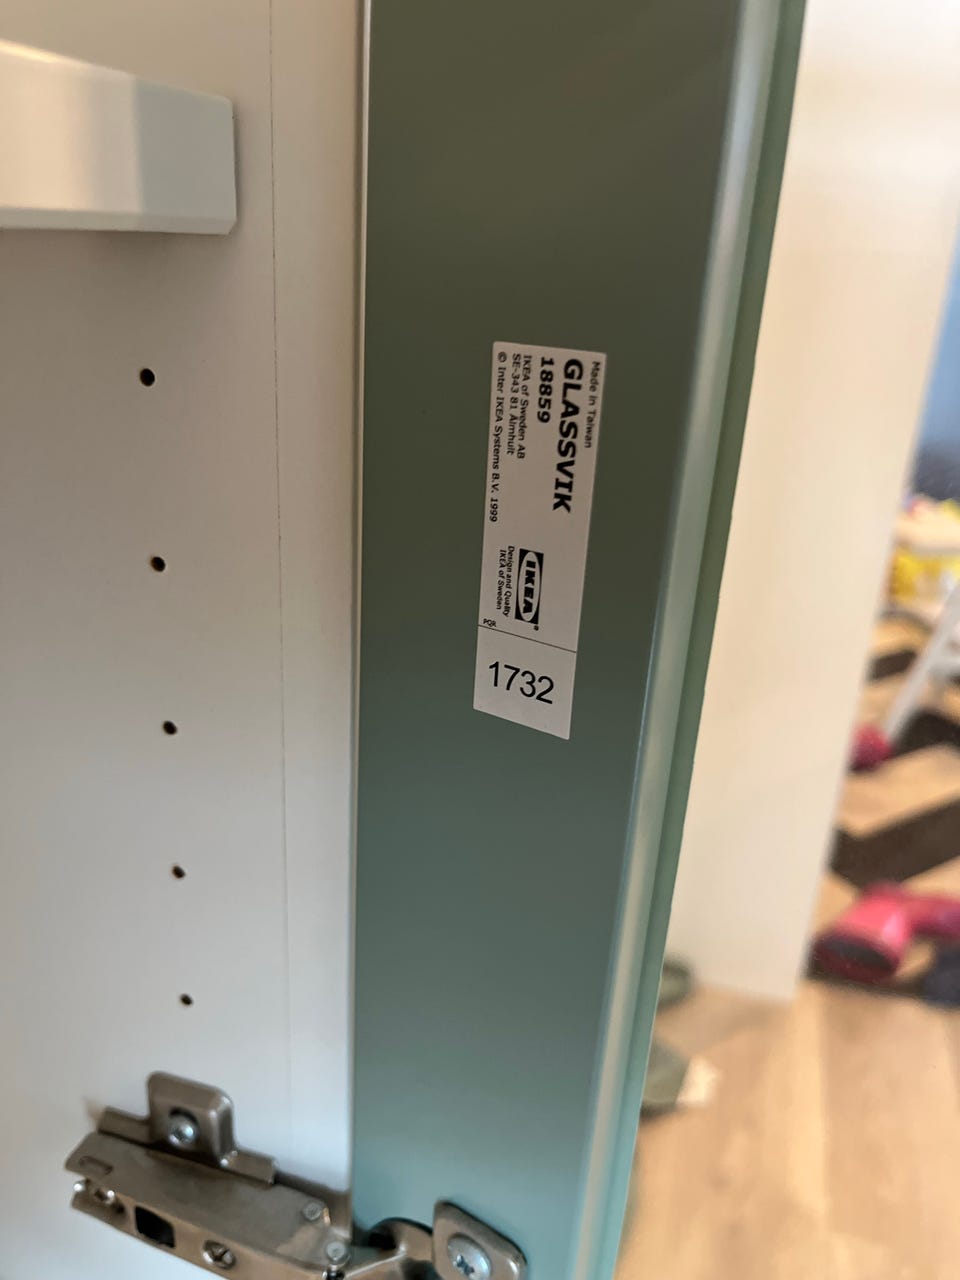 Made in Taiwan
GLASSVIK
18859
IKEA of Sweden AB
SE-343 81 Älmhult
© Inter IKEA Systems B.V. 1999
IKEA®
Design and Quality
IKEA of Sweden
PQR
1732